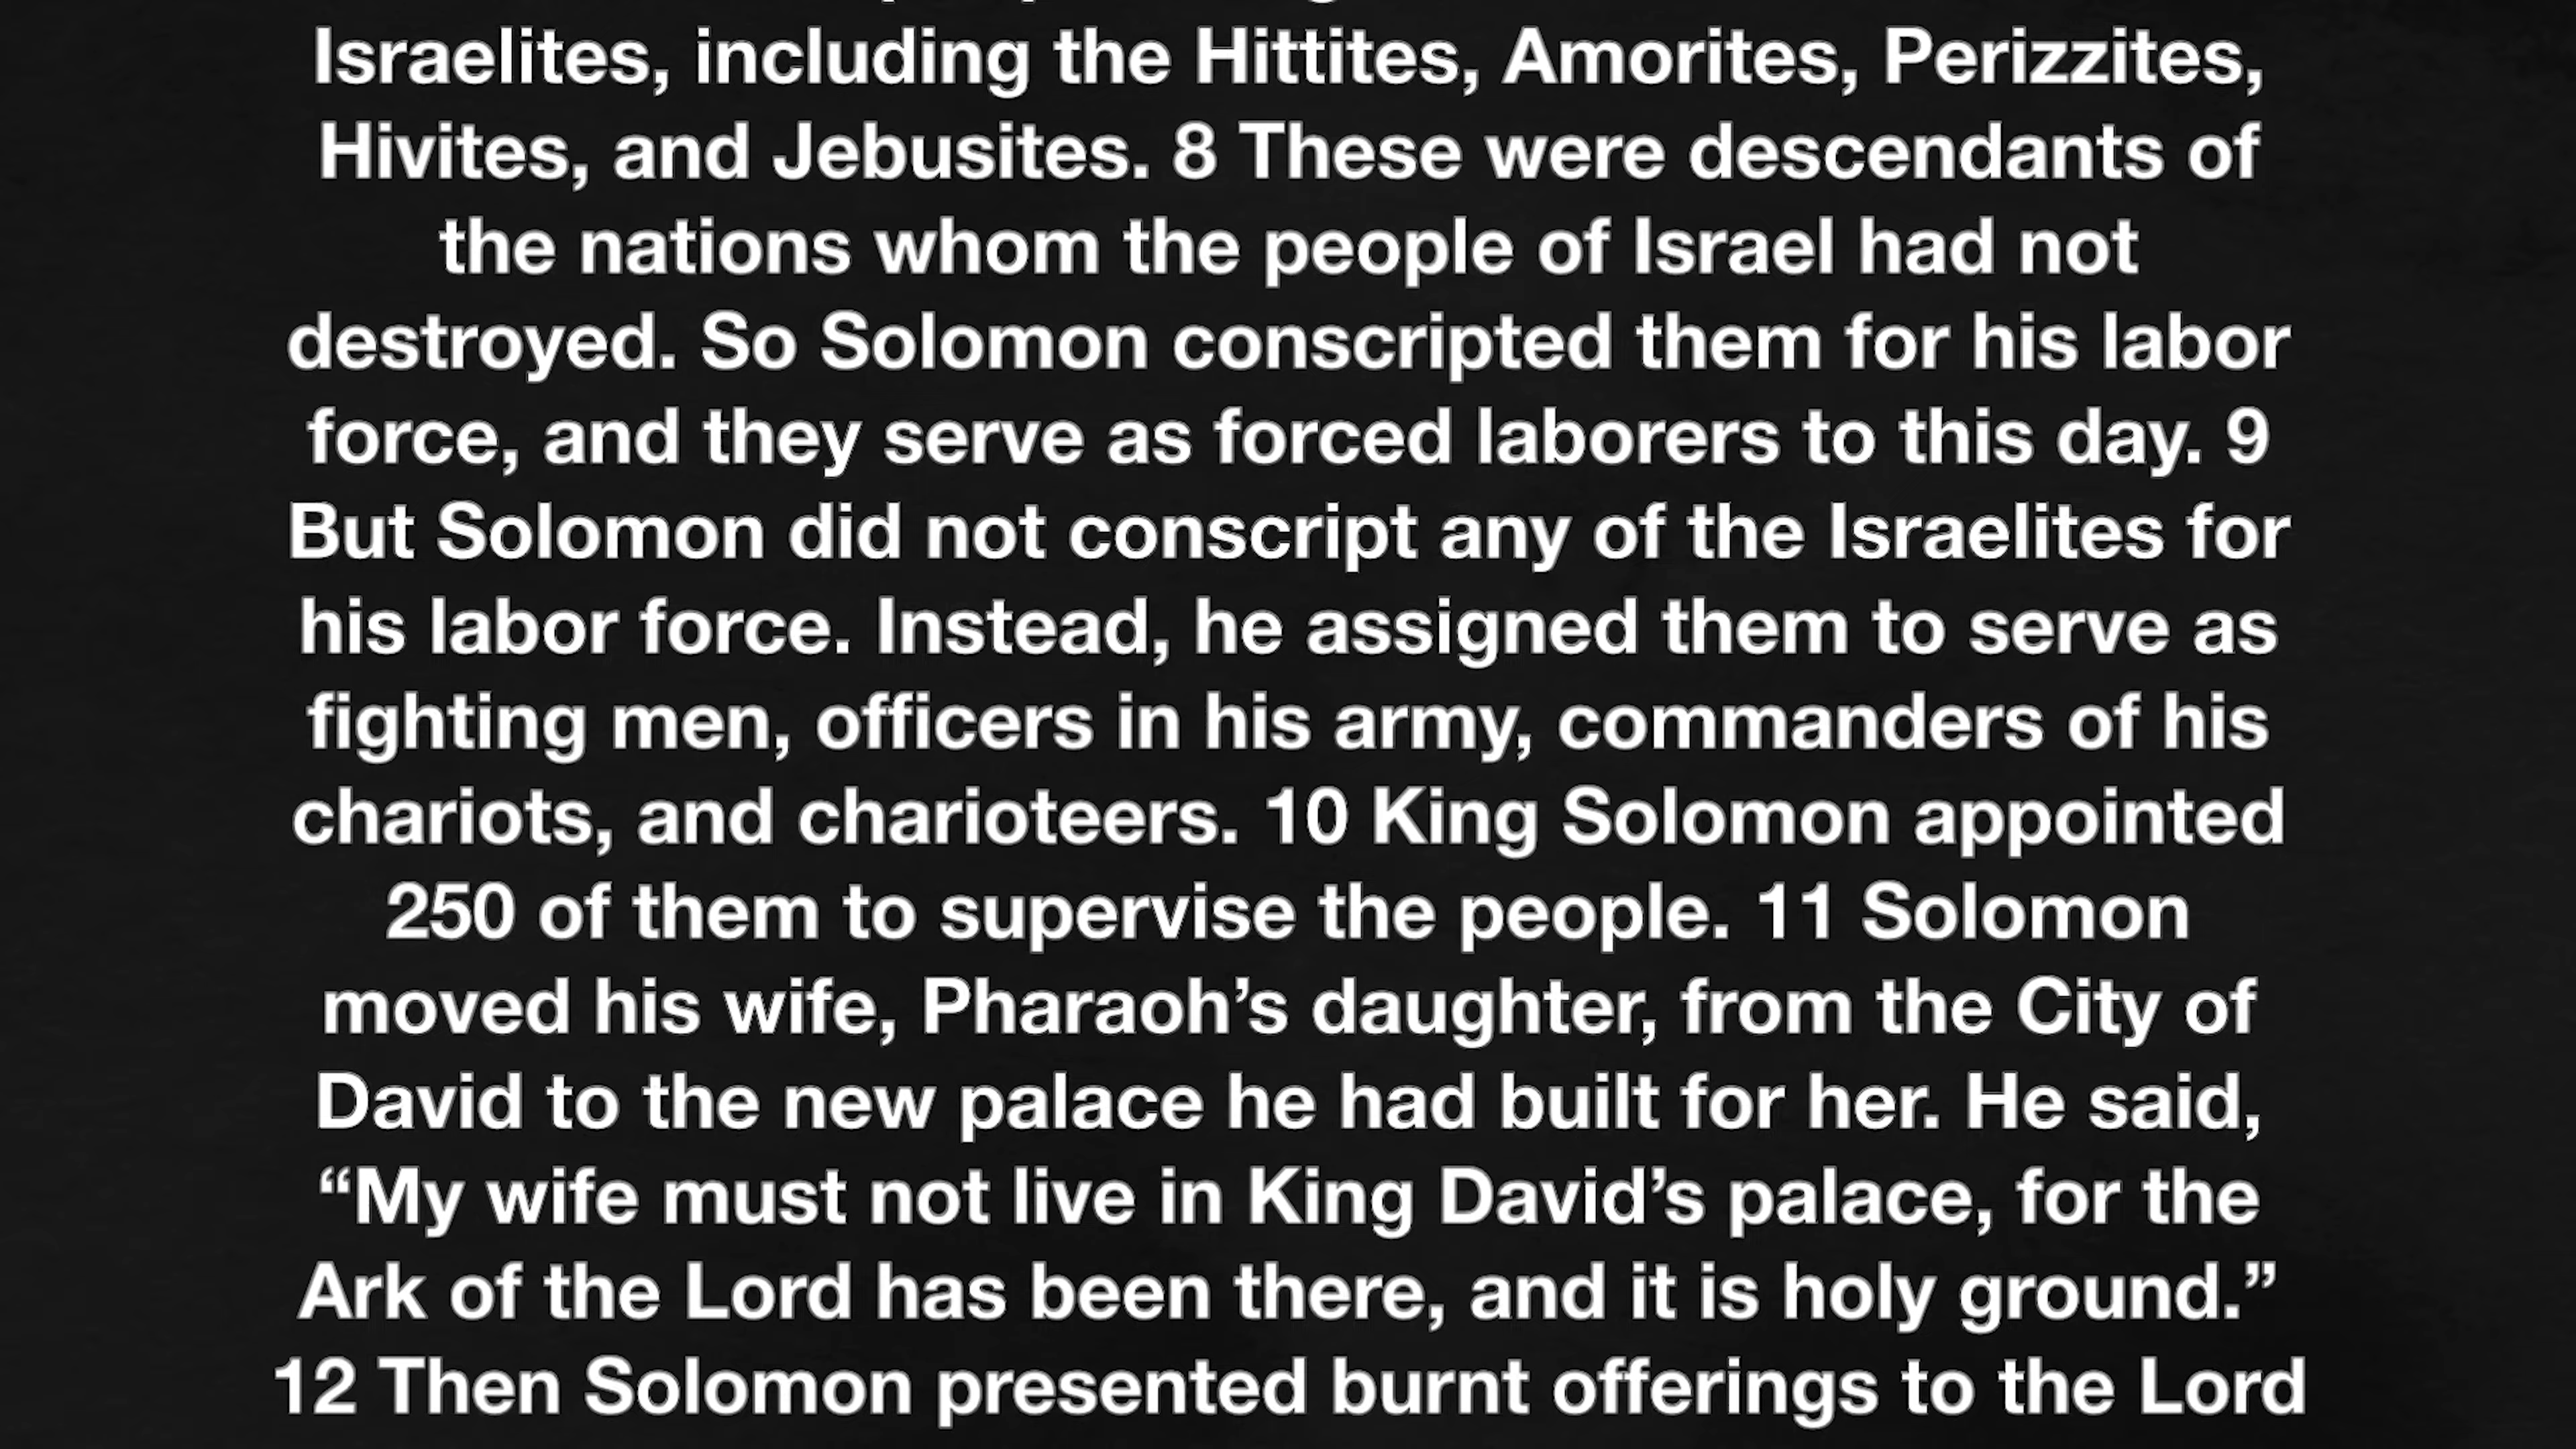 Israelites, including the Hittites, Amorites, Perizzites,
Hivites, and Jebusites. 8 These were descendants of
the nations whom the people of Israel had not
destroyed. So Solomon conscripted them for his labor
force, and they serve as forced laborers to this day. 9
But Solomon did not conscript any of the Israelites for
his labor force. Instead, he assigned them to serve as
fighting men, officers in his army, commanders of his
chariots, and charioteers. 10 King Solomon appointed
250 of them to supervise the people. 11 Solomon
moved his wife, Pharaoh’s daughter, from the City of
David to the new palace he had built for her. He said,
“My wife must not live in King David’s palace, for the
Ark of the Lord has been there, and it is holy ground.”
12 Then Solomon presented burnt offerings to the Lord